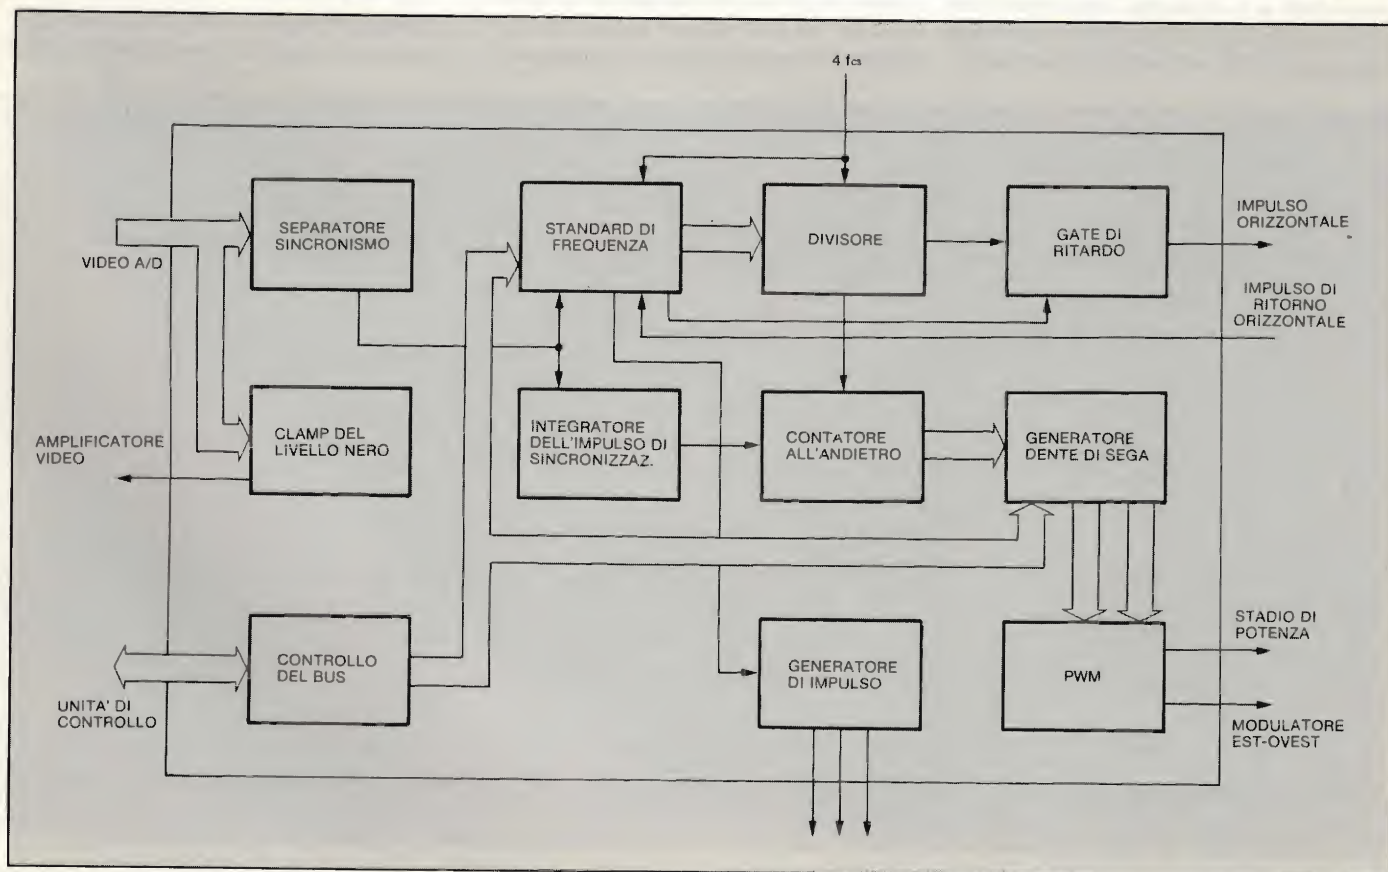 4 fcs
SEPARATORE
SINCRONISMO
STANDARD DI
FREQUENZA
DIVISORE
GATE DI
RITARDO
IMPULSO
ORIZZONTALE
VIDEO A/D
IMPULSO DI
RITORNO
ORIZZONTALE
AMPLIFICATORE
VIDEO
CLAMP DEL
LIVELLO NERO
INTEGRATORE
DELL'IMPULSO DI
SINCRONIZZAZ.
CONTATORE
ALL'ANDIETRO
GENERATORE
DENTE DI SEGA
UNITA' DI
CONTROLLO
CONTROLLO
DEL BUS
GENERATORE
DI IMPULSO
PWM
STADIO DI
POTENZA
MODULATORE
EST-OVEST